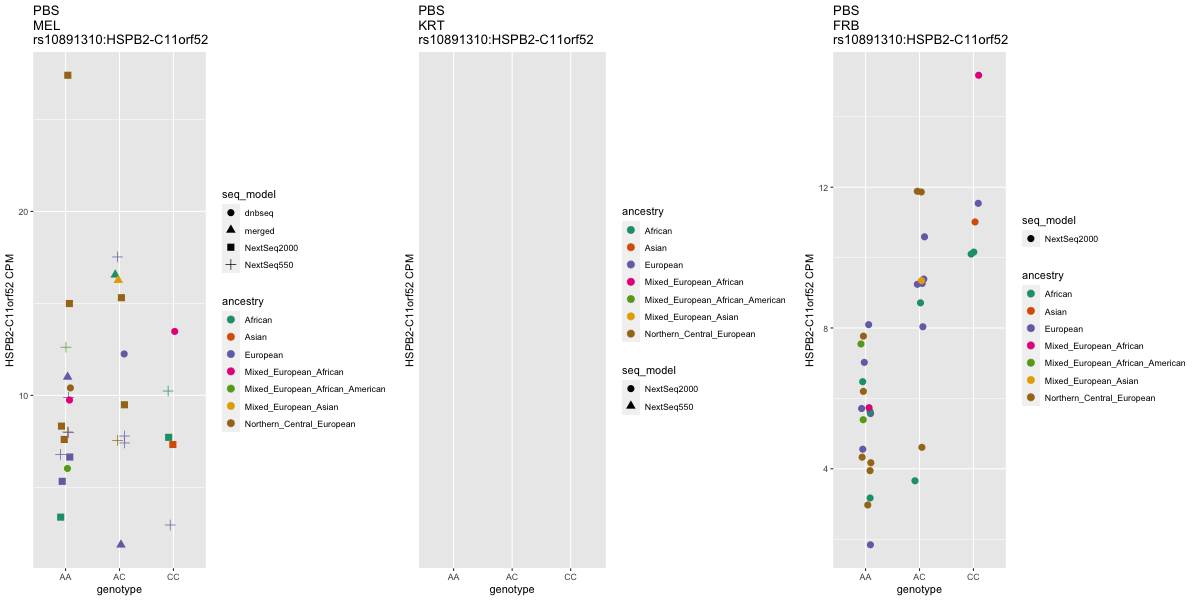 PBS
MEL
rs10891310:HSPB2-C11orf52
HSPB2-C11orf52 CPM
20
10
AA
AC
CC
genotype
seq_model
dnbseq
merged
NextSeq2000
NextSeq550
ancestry
African
Asian
European
Mixed_European_African
Mixed_European_African_American
Mixed_European_Asian
Northern_Central_European
PBS
KRT
rs10891310:HSPB2-C11orf52
HSPB2-C11orf52 CPM
AA
AC
CC
genotype
ancestry
African
Asian
European
Mixed_European_African
Mixed_European_African_American
Mixed_European_Asian
Northern_Central_European
seq_model
NextSeq2000
NextSeq550
PBS
FRB
rs10891310:HSPB2-C11orf52
HSPB2-C11orf52 CPM
12
8
4
AA
AC
CC
genotype
seq_model
NextSeq2000
ancestry
African
Asian
European
Mixed_European_African
Mixed_European_African_American
Mixed_European_Asian
Northern_Central_European